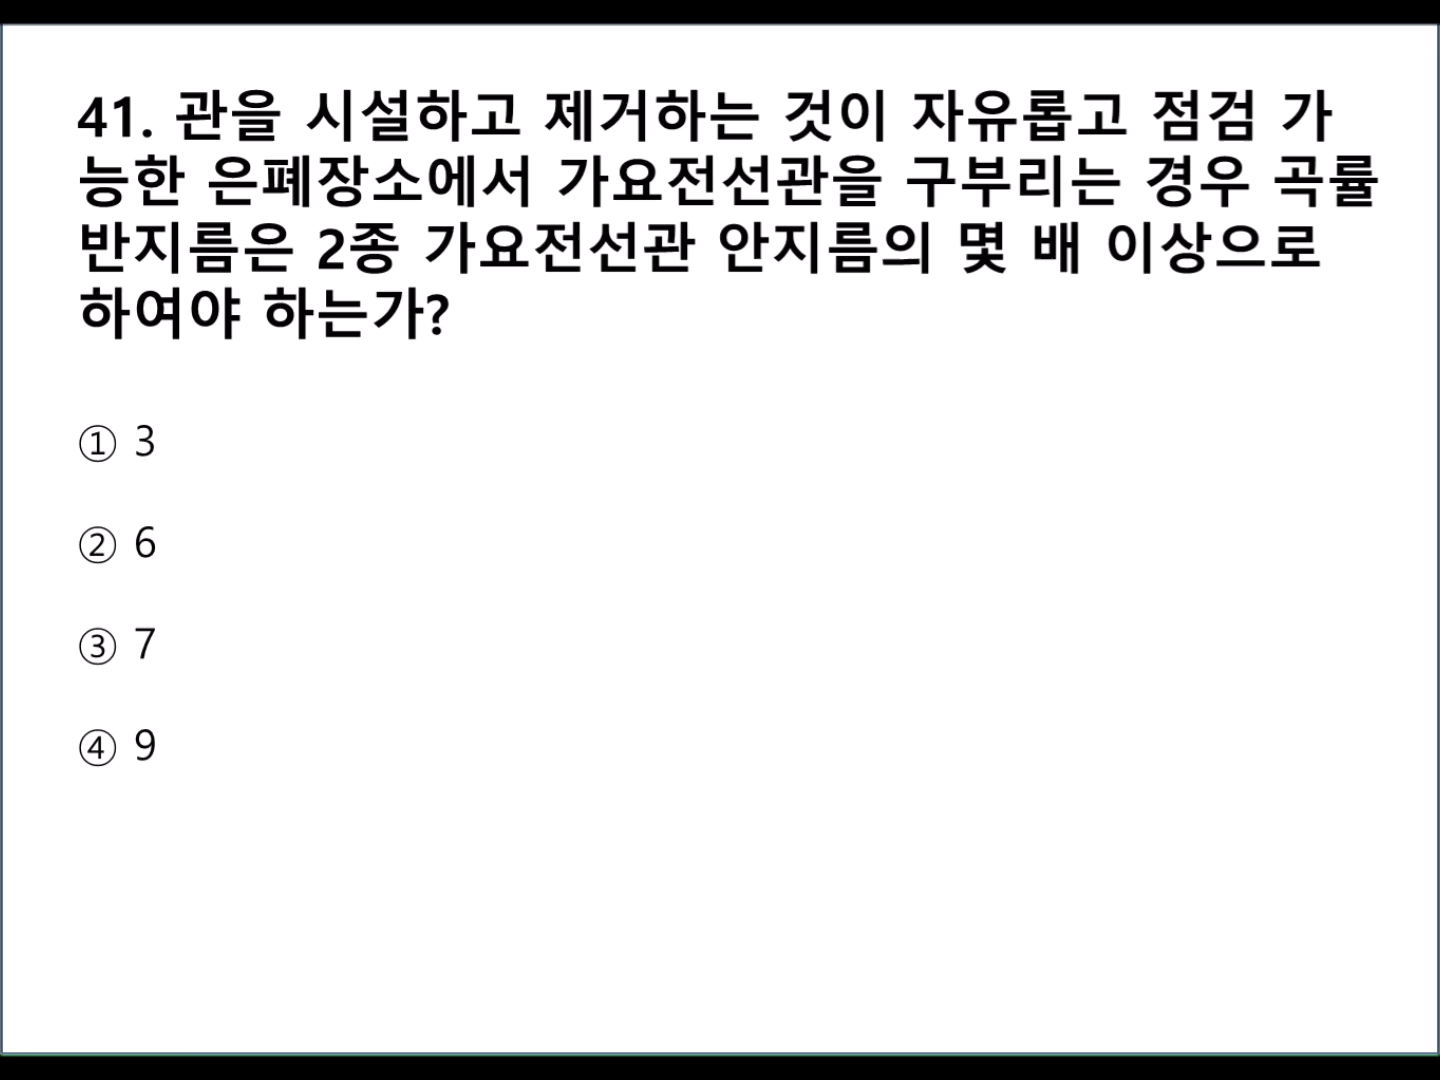 41. 관을 시설하고 제거하는 것이 자유롭고 점검 가
능한 은폐장소에서 가요전선관을 구부리는 경우 곡률
반지름은 2종 가요전선관 안지름의 몇 배 이상으로
하여야 하는가?
① 3
② 6
③ 7
④ 9